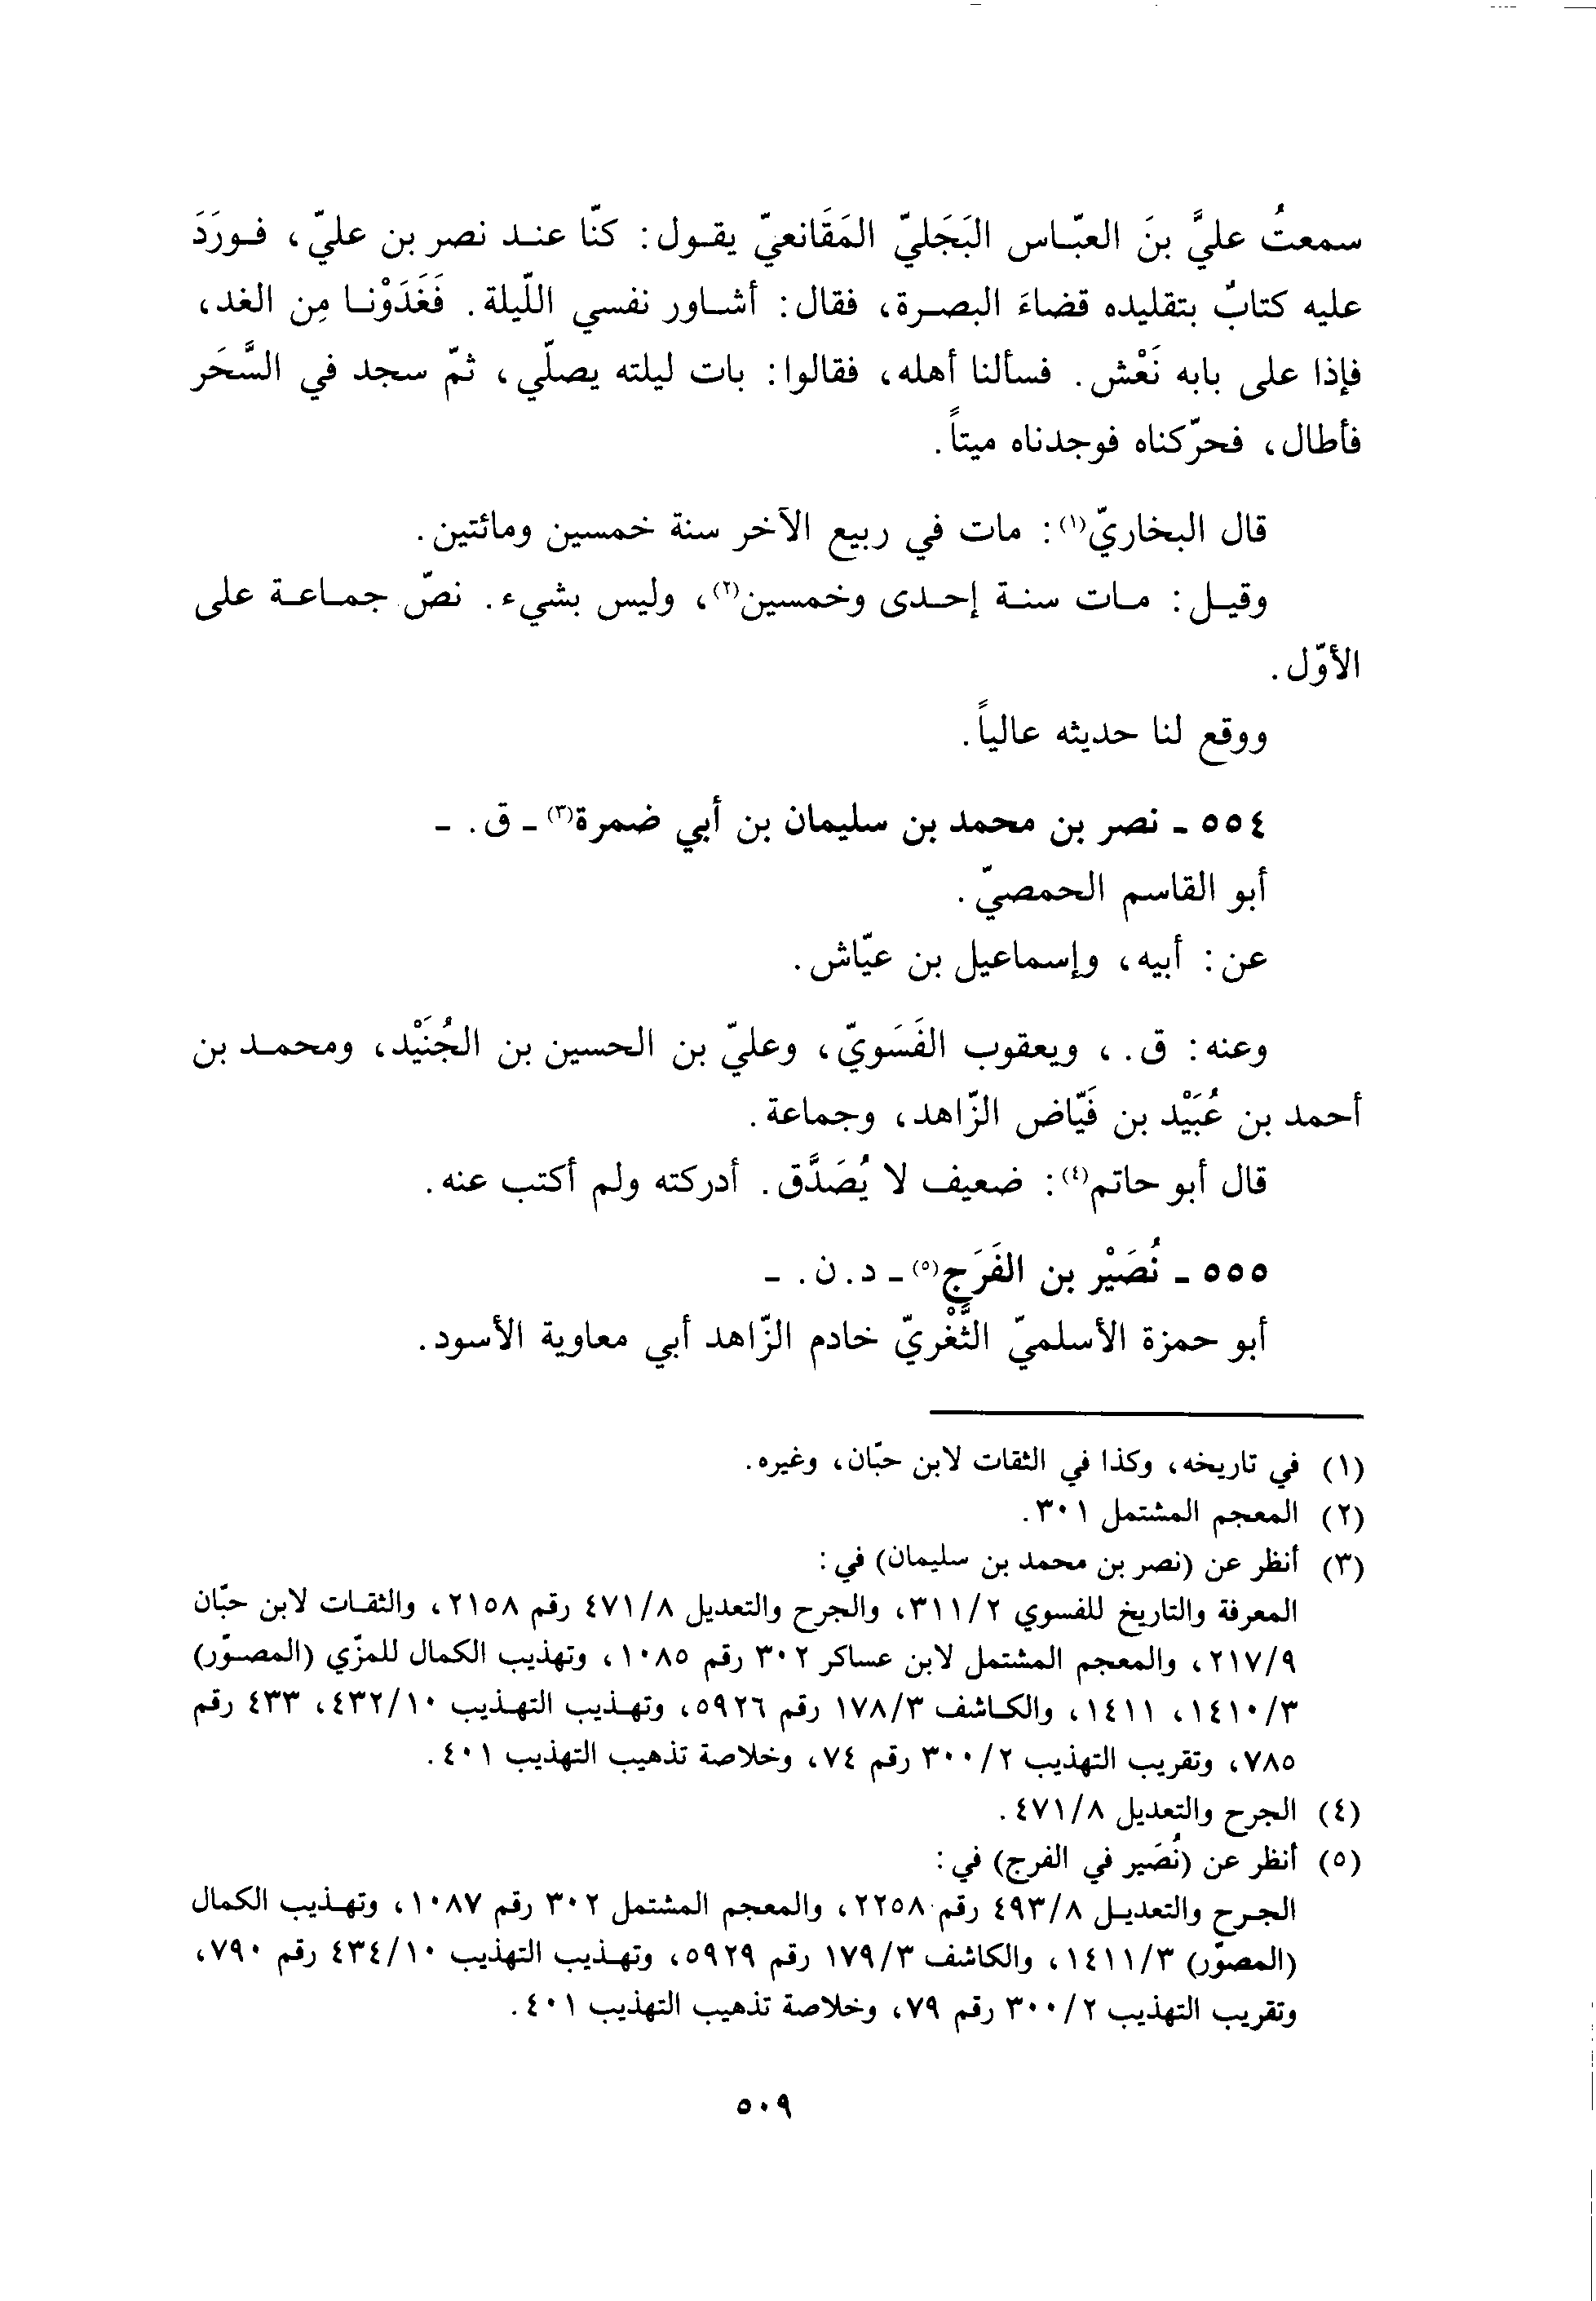 سمعتُ عليَّ بنَ العبّاس البَجَليّ المَقَانعيّ يقول: كنّا عند نصر بن عليّ، فورَدَ
عليه كتابٌ بتقليده قضاءَ البصرة، فقال: أشاور نفسي اللّيلة. فَغَدَوْنا مِن الغد،
فإذا على بابه نَعْش. فسألنا أهله، فقالوا: بات ليلته يصلّي، ثمّ سجد في السَّحَر
فأطال، فحرّكناه فوجدناه ميتاً.
قال البخاريّ(١): مات في ربيع الآخر سنة خمسين ومائتين.
وقيل: مات سنة إحدى وخمسين(٢)، وليس بشيء. نصّ جماعة على
الأوّل.
ووقع لنا حديثه عالياً.
٥٥٤ - نصر بن محمد بن سليمان بن أبي ضمرة(٣) - ق. -
أبو القاسم الحمصيّ.
عن: أبيه، وإسماعيل بن عيّاش.
وعنه: ق.، ويعقوب الفَسَويّ، وعليّ بن الحسين بن الجُنَيْد، ومحمد بن
أحمد بن عُبَيْد بن فَيّاض الزّاهد، وجماعة.
قال أبو حاتم(٤): ضعيف لا يُصَدَّق. أدركته ولم أكتب عنه.
٥٥٥ - نُصَيْر بن الفَرَج(٥) - د. ن. -
أبو حمزة الأسلميّ الثَّغْريّ خادم الزّاهد أبي معاوية الأسود.
(١) في تاريخه، وكذا في الثقات لابن حبّان، وغيره.
(٢) المعجم المشتمل ٣٠١.
(٣) أنظر عن (نصر بن محمد بن سليمان) في:
المعرفة والتاريخ للفسوي ٣١١/٢، والجرح والتعديل ٤٧١/٨ رقم ٢١٥٨، والثقات لابن حبّان
٢١٧/٩، والمعجم المشتمل لابن عساكر ٣٠٢ رقم ١٠٨٥، وتهذيب الكمال للمزّي (المصوّر)
١٤١٠/٣، ١٤١١، والكاشف ١٧٨/٣ رقم ٥٩٢٦، وتهذيب التهذيب ٤٣٢/١٠، ٤٣٣ رقم
٧٨٥، وتقريب التهذيب ٣٠٠/٢ رقم ٧٤، وخلاصة تذهيب التهذيب ٤٠١.
(٤) الجرح والتعديل ٤٧١/٨.
(٥) أنظر عن (نُصَير في الفرج) في:
الجرح والتعديل ٤٩٣/٨ رقم ٢٢٥٨، والمعجم المشتمل ٣٠٢ رقم ١٠٨٧، وتهذيب الكمال
(المصوّر) ١٤١١/٣، والكاشف ١٧٩/٣ رقم ٥٩٢٩، وتهذيب التهذيب ٤٣٤/١٠ رقم ٧٩٠،
وتقريب التهذيب ٣٠٠/٢ رقم ٧٩، وخلاصة تذهيب التهذيب ٤٠١.
٥٠٩